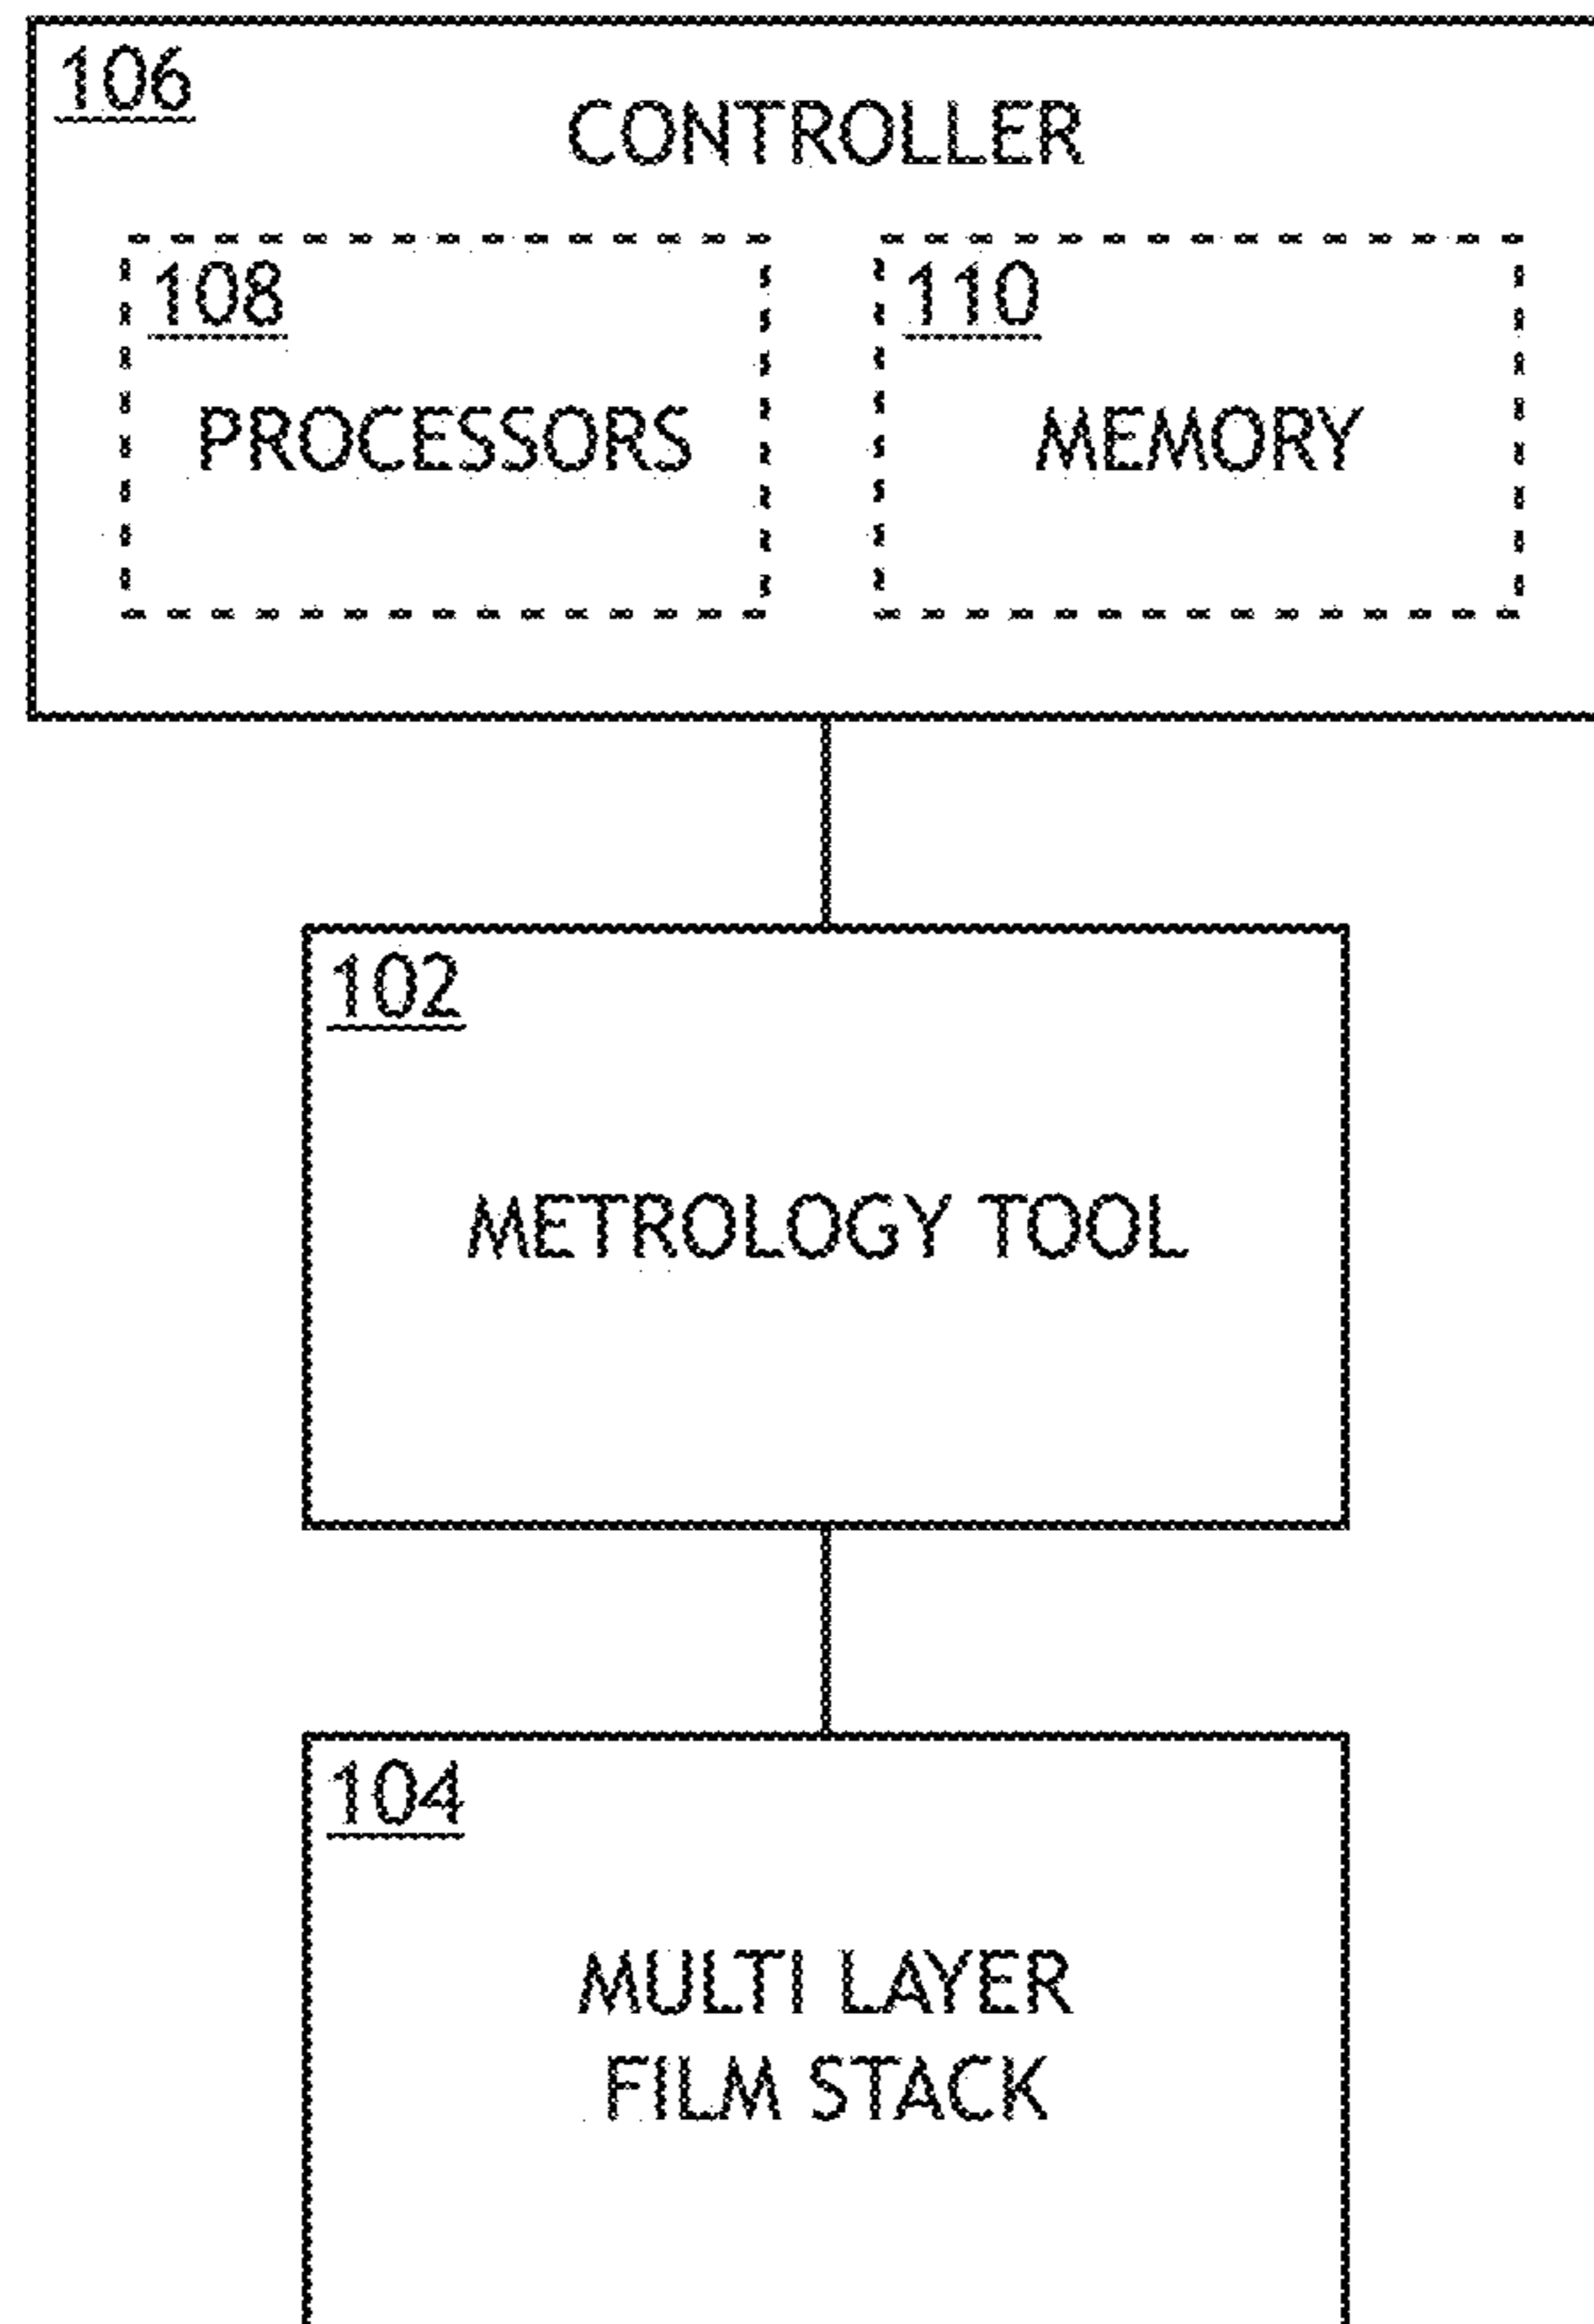 106
CONTROLLER
108
110
PROCESSORS
MEMORY
102
METROLOGY TOOL
104
MULTI LAYER
FILM STACK